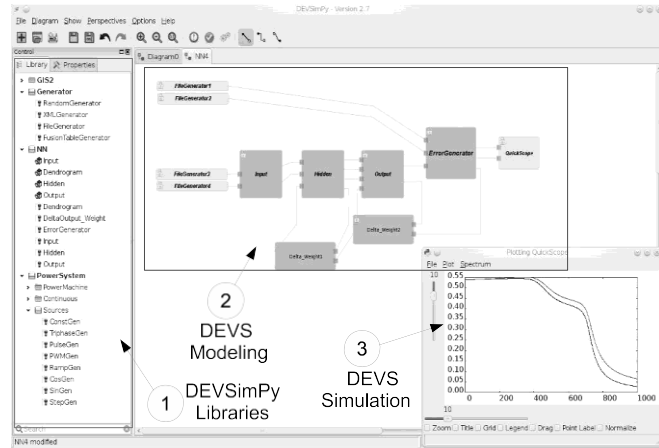 DEVSimPy - Version 2.7
File Diagram Show Perspectives Options Help
Control
Library Properties
Diagram0 NN4
GIS2
Generator
RandomGenerator
XMLGenerator
FileGenerator
FusionTableGenerator
NN
Input
Dendrogram
Hidden
Output
Dendrogram
DeltaOutput_Weight
ErrorGenerator
Input
Hidden
Output
PowerSystem
PowerMachine
Continuous
Sources
ConstGen
TriphaseGen
PulseGen
PWMGen
RampGen
CosGen
SinGen
StepGen
Search
NN4 modified
FileGenerator1
FileGenerator2
FileGenerator3
FileGenerator4
Input
Hidden
Output
ErrorGenerator
QuickScope
Delta_Weight2
Delta_Weight1
2
DEVS
Modeling
1
DEVSimPy
Libraries
3
DEVS
Simulation
Plotting QuickScope
File Plot Spectrum
10
0.55
0.50
0.45
0.40
0.35
0.30
0.25
0.20
0.15
0.10
0.05
0.00
0 200 400 600 800 1000
10
Zoom Title Grid Legend Drag Point Label Normalize